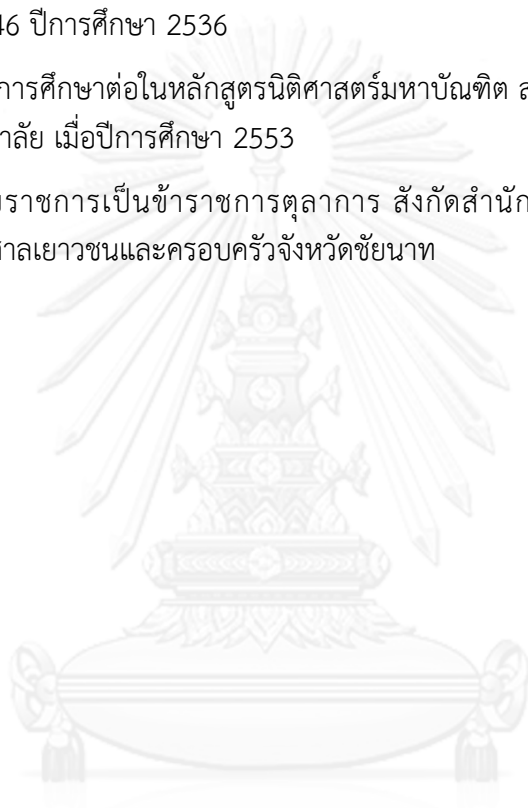 46 ปีการศึกษา 2536
การศึกษาต่อในหลักสูตรนิติศาสตร์มหาบัณฑิต
าลัย เมื่อปีการศึกษา 2553
ราชการเป็นข้าราชการตุลาการ สังกัดสำนัก
ศาลเยาวชนและครอบครัวจังหวัดชัยนาท